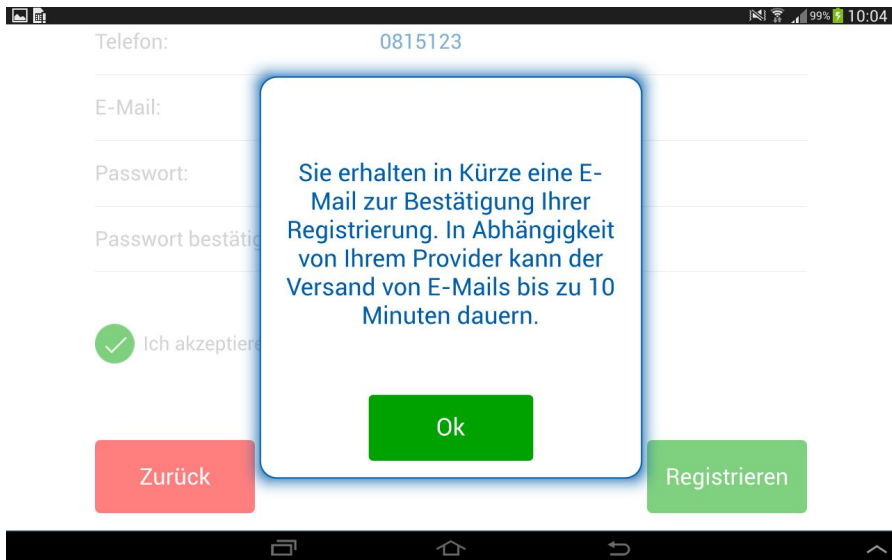 99% 10:04
Telefon: 0815123
E-Mail:
Passwort:
Passwort bestätig
Ich akzeptiere
Sie erhalten in Kürze eine E-
Mail zur Bestätigung Ihrer
Registrierung. In Abhängigkeit
von Ihrem Provider kann der
Versand von E-Mails bis zu 10
Minuten dauern.
Ok
Zurück
Registrieren